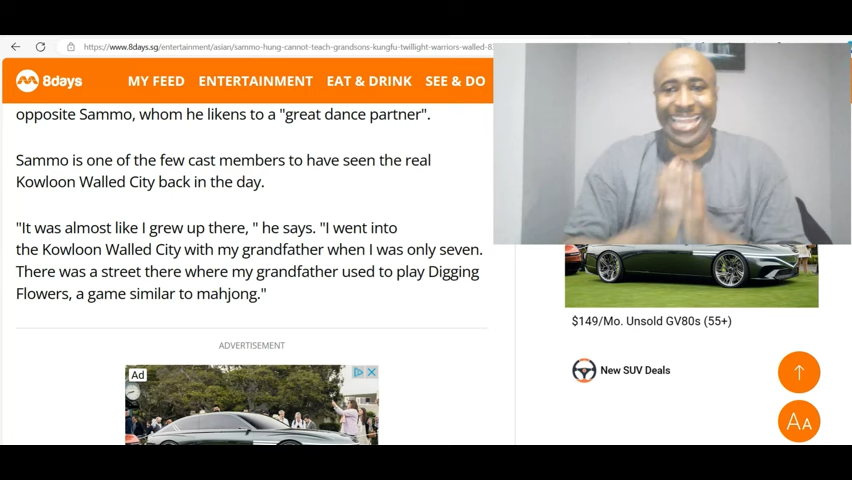 https://www.8days.sg/entertainment/asian/sammo-hung-cannot-teach-grandsons-kungfu-twillight-warriors-walled-8
8days MY FEED ENTERTAINMENT EAT & DRINK SEE & DO
opposite Sammo, whom he likens to a "great dance partner".
Sammo is one of the few cast members to have seen the real
Kowloon Walled City back in the day.
"It was almost like I grew up there, " he says. "I went into
the Kowloon Walled City with my grandfather when I was only seven.
There was a street there where my grandfather used to play Digging
Flowers, a game similar to mahjong."
ADVERTISEMENT
Ad
$149/Mo. Unsold GV80s (55+)
New SUV Deals
AA